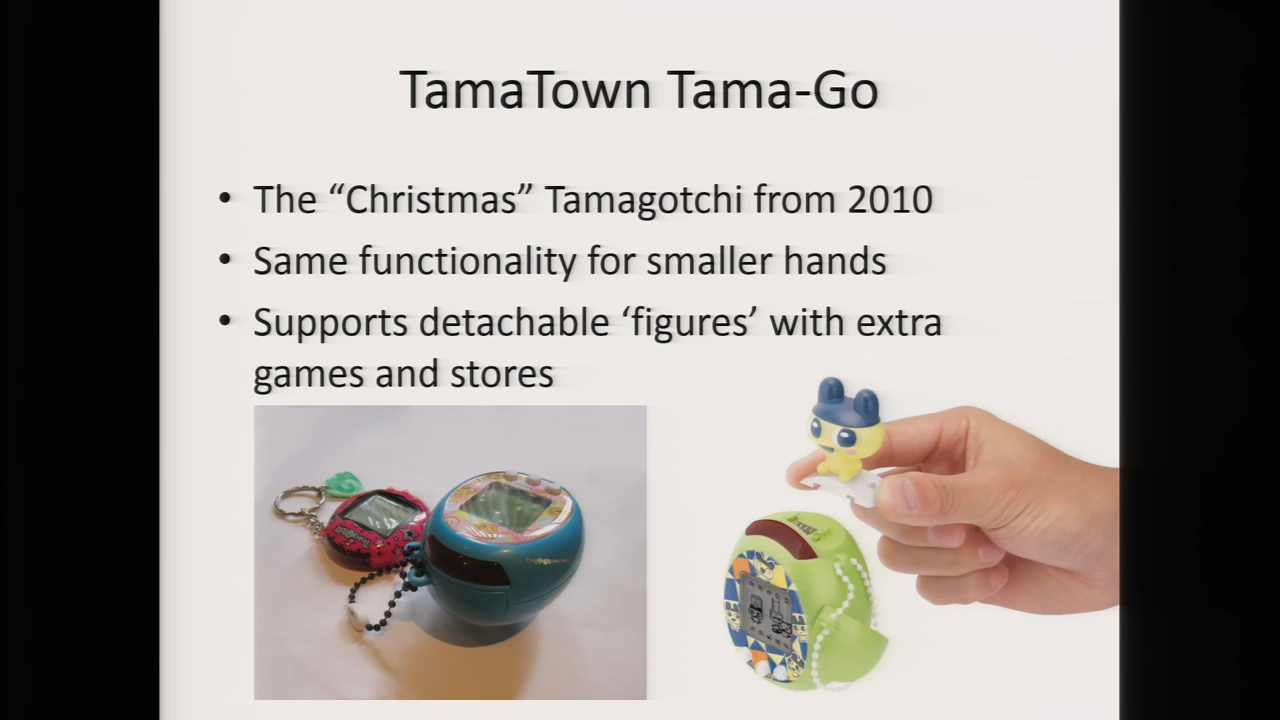 TamaTown Tama-Go
• The “Christmas” Tamagotchi from 2010
• Same functionality for smaller hands
• Supports detachable ‘figures’ with extra
games and stores